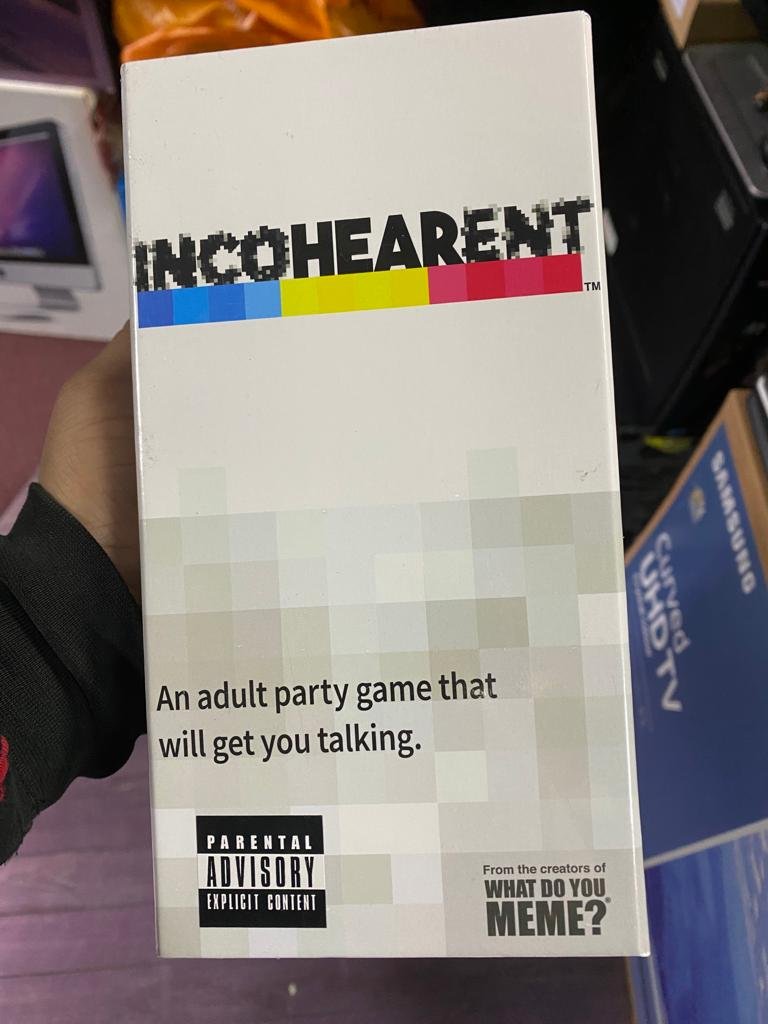 INCOHEARENT
TM
An adult party game that
will get you talking.
PARENTAL
ADVISORY
EXPLICIT CONTENT
From the creators of
WHAT DO YOU
MEME?®
SAMSUNG
Curved
UHD TV